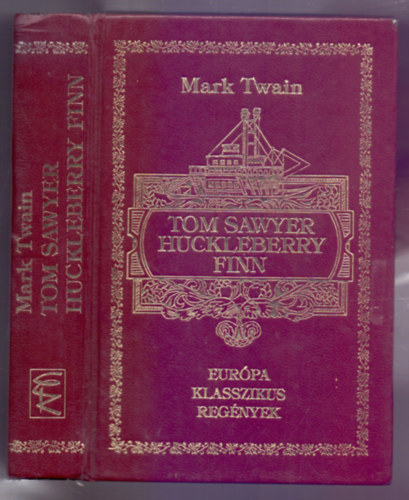 Mark Twain
TOM SAWYER
HUCKLEBERRY FINN
Mark Twain
TOM SAWYER
HUCKLEBERRY
FINN
EURÓPA
KLASSZIKUS
REGÉNYEK